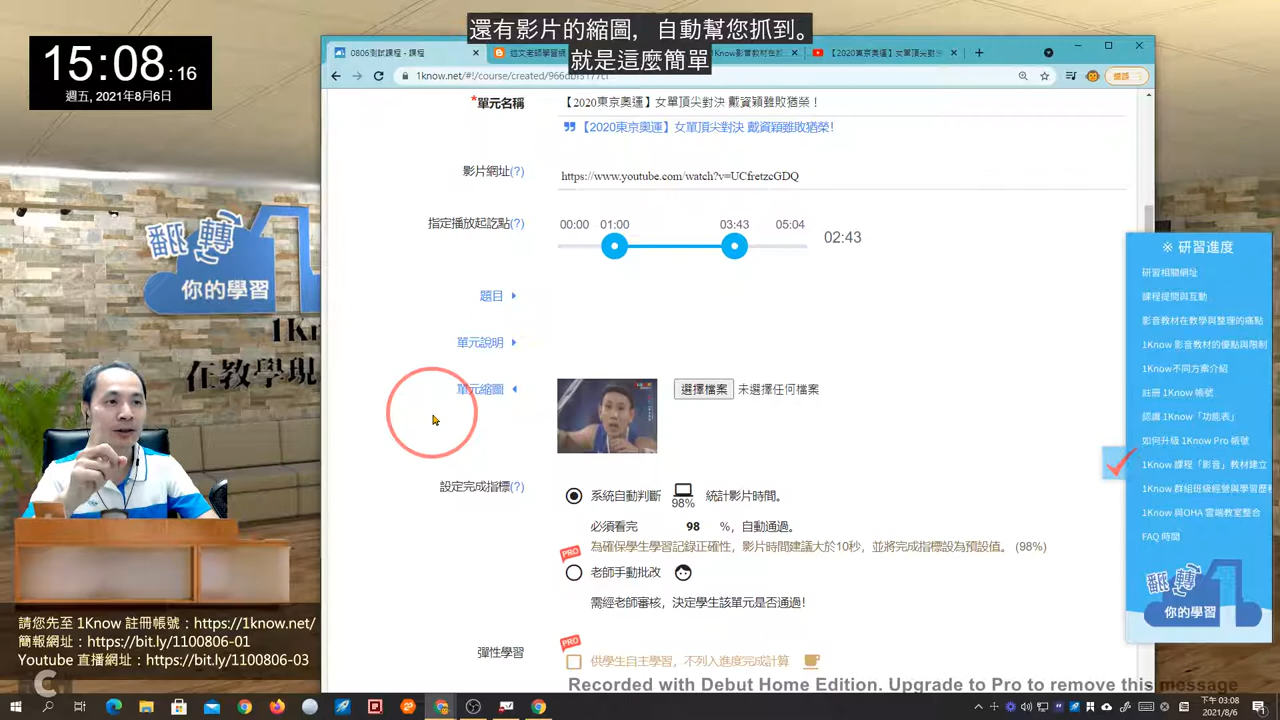 還有影片的縮圖，自動幫您抓到。
就是這麼簡單
15:08:16
週五, 2021年8月6日
0806測試課程 - 課程
1know.net/#!/course/created/966dbf5177cf
*單元名稱
【2020東京奧運】女單頂尖對決 戴資穎雖敗猶榮！
【2020東京奧運】女單頂尖對決 戴資穎雖敗猶榮!
影片網址(?)
https://www.youtube.com/watch?v=UCfretzcGDQ
指定播放起訖點(?)
00:00 01:00 03:43 05:04
02:43
題目
單元說明
單元縮圖
選擇檔案 未選擇任何檔案
設定完成指標(?)
系統自動判斷 98% 統計影片時間。
必須看完 98 %，自動通過。
為確保學生學習記錄正確性，影片時間建議大於10秒，並將完成指標設為預設值。 (98%)
PRO
老師手動批改
需經老師審核，決定學生該單元是否通過!
PRO
彈性學習
供學生自主學習，不列入進度完成計算
Recorded with Debut Home Edition. Upgrade to Pro to remove this message
翻轉
你的學習
在教學現
請您先至 1Know 註冊帳號：https://1know.net/
簡報網址：https://bit.ly/1100806-01
Youtube 直播網址：https://bit.ly/1100806-03
※ 研習進度
研習相關網址
課程提問與互動
影音教材在教學與整理的痛點
1Know 影音教材的優點與限制
1Know不同方案介紹
註冊 1Know 帳號
認識 1Know「功能表」
如何升級 1Know Pro 帳號
1Know 課程「影音」教材建立
1Know 群組班級經營與學習歷程
1Know 與OHA 雲端教室整合
FAQ 時間
翻轉
你的學習
下午 03:08
2021/8/6